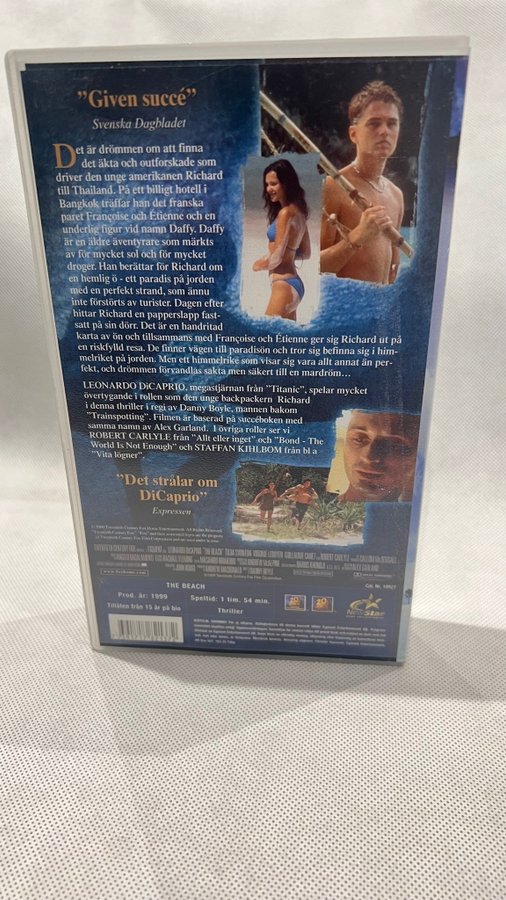 ”Given succé”
Svenska Dagbladet
Det är drömmen om att finna
det äkta och outforskade som
driver den unge amerikanen Richard
till Thailand. På ett billigt hotell i
Bangkok träffar han det franska
paret Françoise och Étienne och en
underlig figur vid namn Daffy. Daffy
är en äldre äventyrare som märkts
av för mycket sol och för mycket
droger. Han berättar för Richard om
en hemlig ö - ett paradis på jorden
med en perfekt strand, som ännu
inte förstörts av turister. Dagen efter
hittar Richard en papperslapp fast-
satt på sin dörr. Det är en handritad
karta av ön och tillsammans med Françoise och Étienne ger sig Richard ut på
en riskfylld resa. De finner vägen till paradisön och tror sig befinna sig i him-
melriket på jorden. Men ett himmelrike som visar sig vara allt annat än per-
fekt, och drömmen förvandlas sakta men säkert till en mardröm...
LEONARDO DiCAPRIO, megastjärnan från ”Titanic”, spelar mycket
övertygande i rollen som den unge backpackern Richard
i denna thriller i regi av Danny Boyle, mannen bakom
”Trainspotting”. Filmen är baserad på succéboken med
samma namn av Alex Garland. I övriga roller ser vi
ROBERT CARLYLE från ”Allt eller inget” och ”Bond - The
World Is Not Enough” och STAFFAN KIHLBOM från bl a
”Vita lögner”.
”Det strålar om
DiCaprio”
Expressen
THE BEACH
Prod. år: 1999
Speltid: 1 tim. 54 min.
Tillåten från 15 år på bio
Thriller